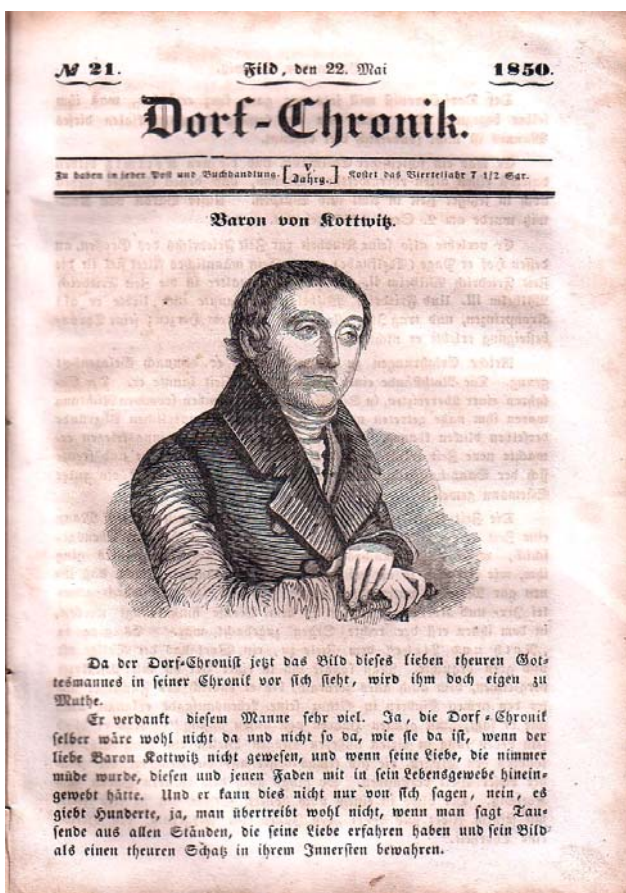 № 21.
Fild, den 22. Mai
1850.
Dorf-Chronik.
Zu haben in jeder Post und Buchhandlung. [V. Jahrg.] Kostet das Vierteljahr 7 1/2 Sgr.
Baron von Kottwitz.
Da der Dorf-Chronist jetzt das Bild dieses lieben theuren Got-
tesmannes in seiner Chronik vor sich sieht, wird ihm doch eigen zu
Muthe.
Er verdankt diesem Manne sehr viel. Ja, die Dorf-Chronik
selber wäre wohl nicht da und nicht so da, wie sie da ist, wenn der
liebe Baron Kottwitz nicht gewesen, und wenn seine Liebe, die nimmer
müde wurde, diesen und jenen Faden mit in sein Lebensgewebe hinein-
gewebt hätte. Und er kann dies nicht nur von sich sagen, nein, es
giebt Hunderte, ja, man übertreibt wohl nicht, wenn man sagt Tau-
sende aus allen Ständen, die seine Liebe erfahren haben und sein Bild
als einen theuren Schatz in ihrem Innersten bewahren.